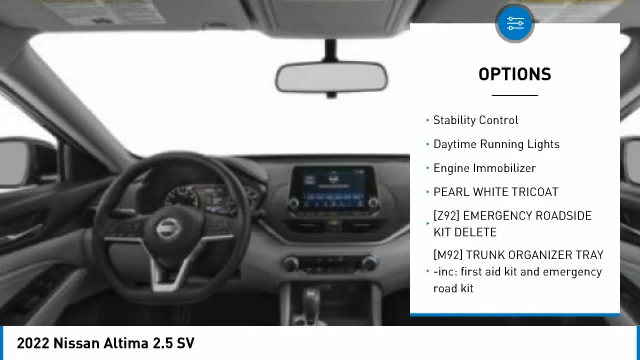 OPTIONS
Stability Control
Daytime Running Lights
Engine Immobilizer
PEARL WHITE TRICOAT
[Z92] EMERGENCY ROADSIDE
KIT DELETE
[M92] TRUNK ORGANIZER TRAY
-inc: first aid kit and emergency
road kit
2022 Nissan Altima 2.5 SV